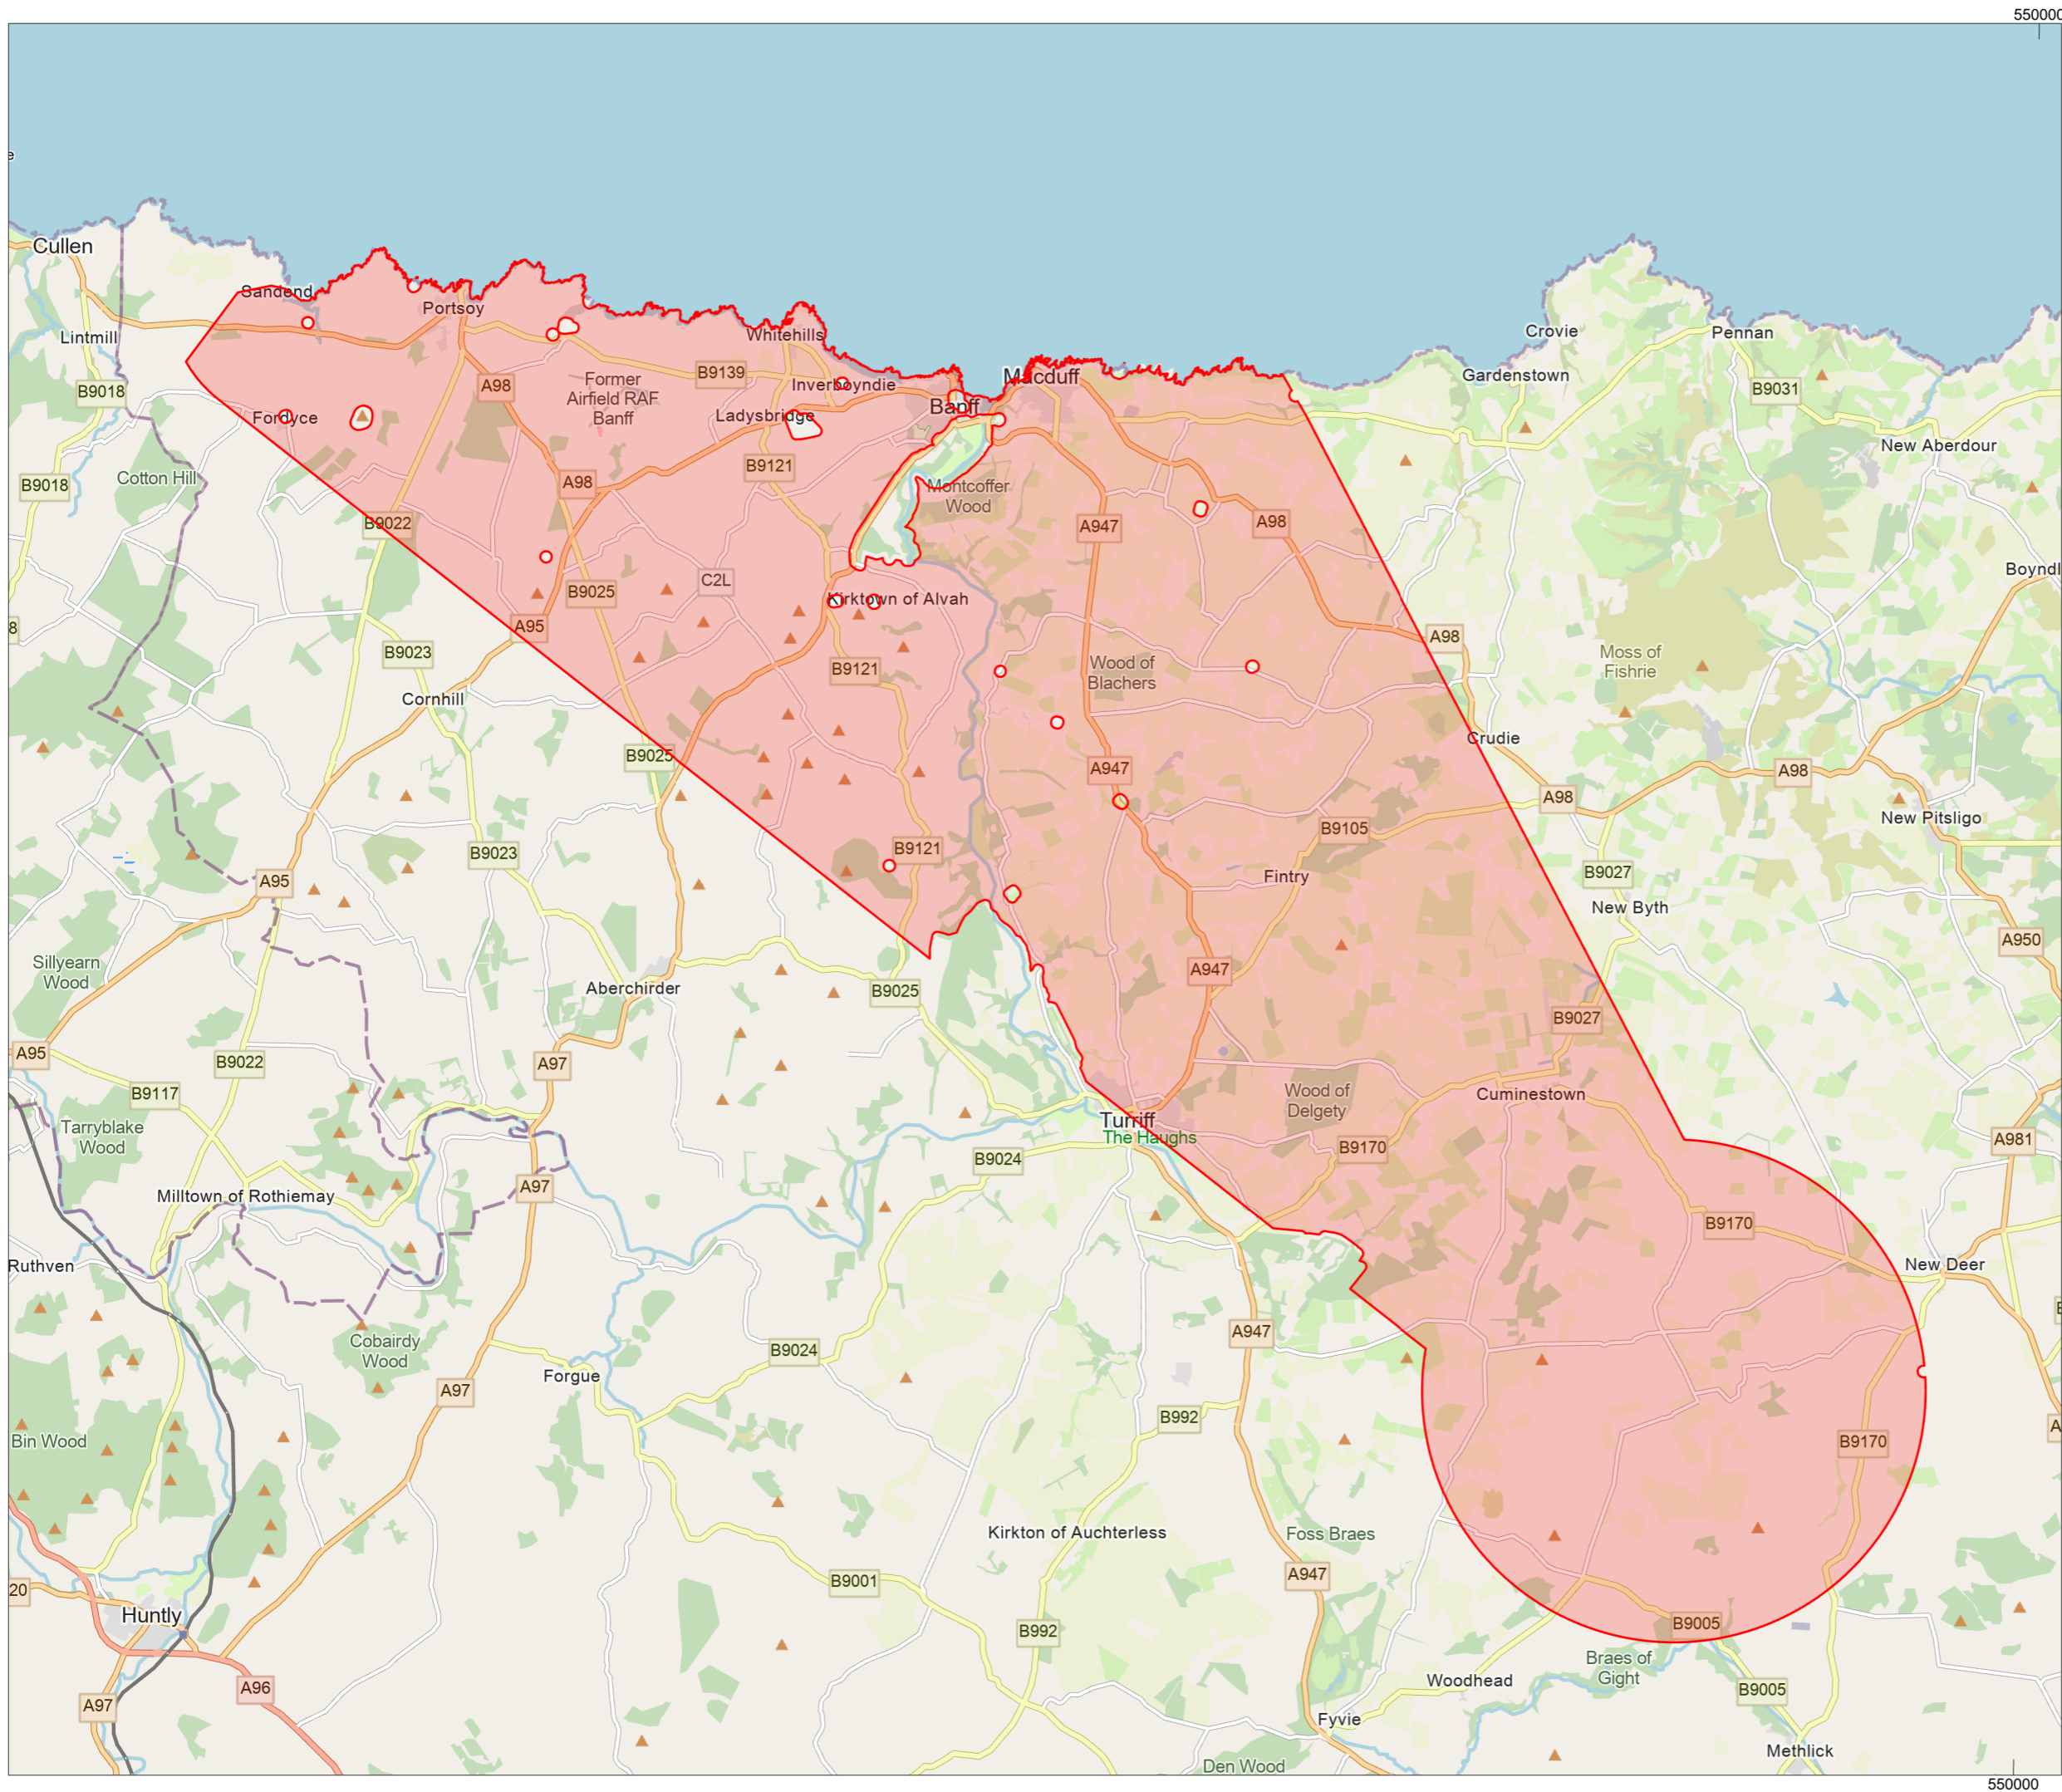 550000
e
Cullen
Sandend
Portsoy
Lintmill
Whitehills
Crovie
Pennan
B9018
A98
Former
Airfield RAF
Banff
B9139
Inverboyndie
Macduff
Gardenstown
B9031
Fordyce
Ladysbridge
Banff
New Aberdour
B9018
Cotton Hill
A98
B9121
Montcoffer
Wood
B9022
A947
A98
C2L
B9025
Kirktown of Alvah
Boyndl
8
A95
B9023
B9121
Wood of
Blachers
A98
Moss of
Fishrie
Cornhill
B9025
Crudie
A947
A98
A98
New Pitsligo
B9023
B9121
B9105
A95
Fintry
B9027
New Byth
Sillyearn
Wood
Aberchirder
B9025
A947
A950
B9027
A95
B9022
A97
B9117
Wood of
Delgety
Cuminestown
Tarryblake
Wood
Turriff
The Haughs
B9024
B9170
A981
Milltown of Rothiemay
A97
B9170
Ruthven
New Deer
Cobairdy
Wood
B9024
A947
Forgue
A97
B992
Bin Wood
B9170
A
Kirkton of Auchterless
Foss Braes
20
B9001
A947
Huntly
B992
B9005
A96
Braes of
Gight
Woodhead
B9005
A97
Fyvie
Methlick
Den Wood
550000